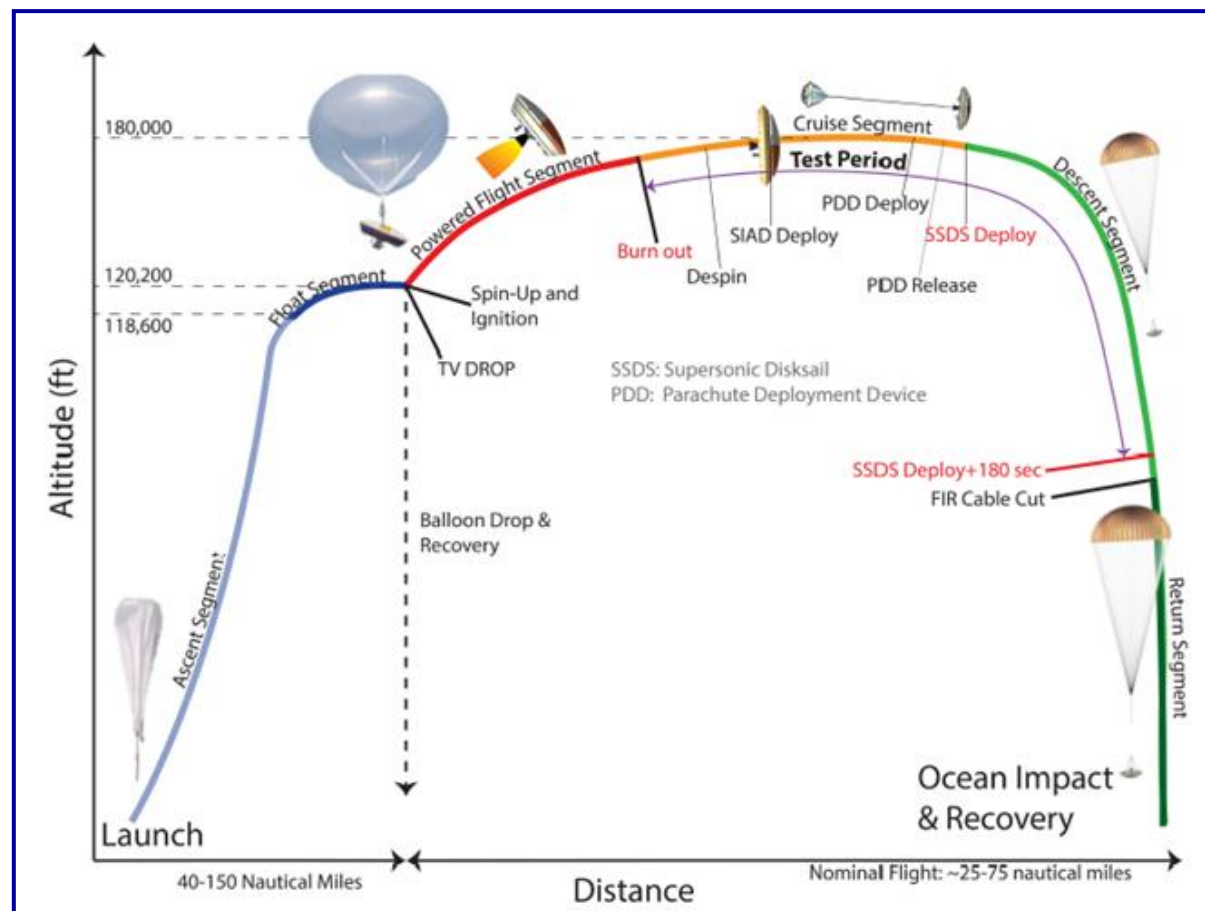 180,000
120,200
118,600
Altitude (ft)
Ascent Segment
Float Segment
Powered Flight Segment
Cruise Segment
Test Period
Descent Segment
Return Segment
Burn out
Despin
SIAD Deploy
PDD Deploy
PIDD Release
SSDS Deploy
Spin-Up and
Ignition
TV DROP
SSDS: Supersonic Disksail
PDD: Parachute Deployment Device
SSDS Deploy+180 sec
FIR Cable Cut
Balloon Drop &
Recovery
Launch
Ocean Impact
& Recovery
40-150 Nautical Miles
Distance
Nominal Flight: ~25-75 nautical miles